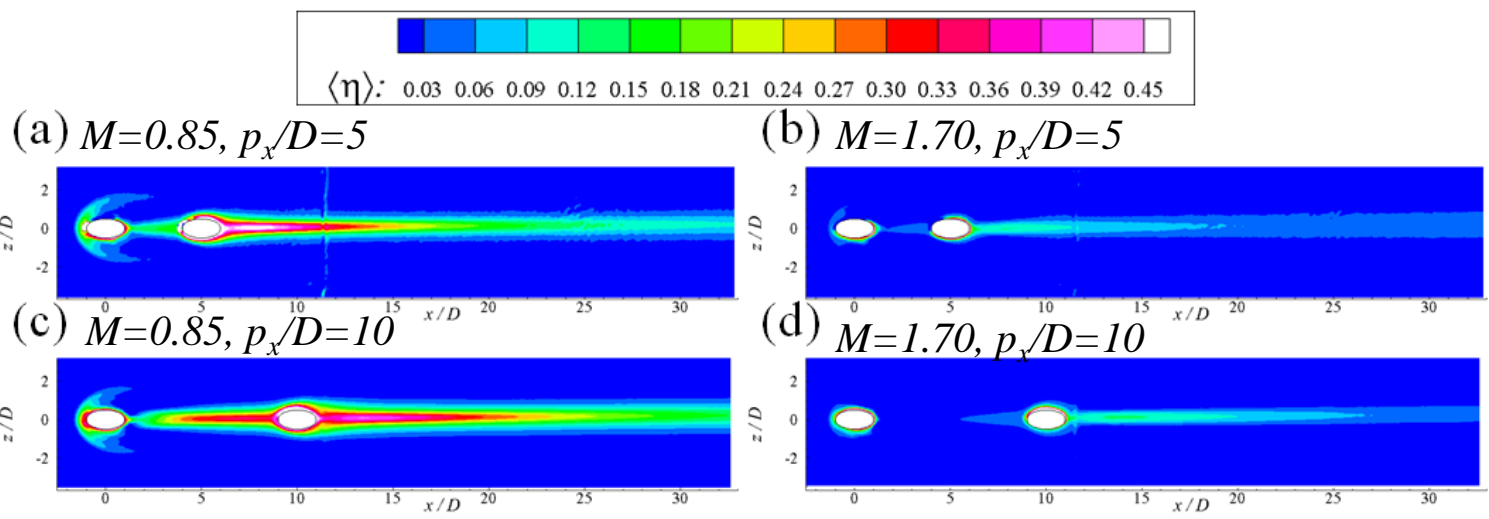 ⟨η⟩: 0.03 0.06 0.09 0.12 0.15 0.18 0.21 0.24 0.27 0.30 0.33 0.36 0.39 0.42 0.45
(a) M=0.85, pₓ/D=5
2
0
-2
z/D
0 5 10 15 20 25 30
x/D
(b) M=1.70, pₓ/D=5
2
0
-2
z/D
0 5 10 15 20 25 30
x/D
(c) M=0.85, pₓ/D=10
2
0
-2
z/D
0 5 10 15 20 25 30
x/D
(d) M=1.70, pₓ/D=10
2
0
-2
z/D
0 5 10 15 20 25 30
x/D